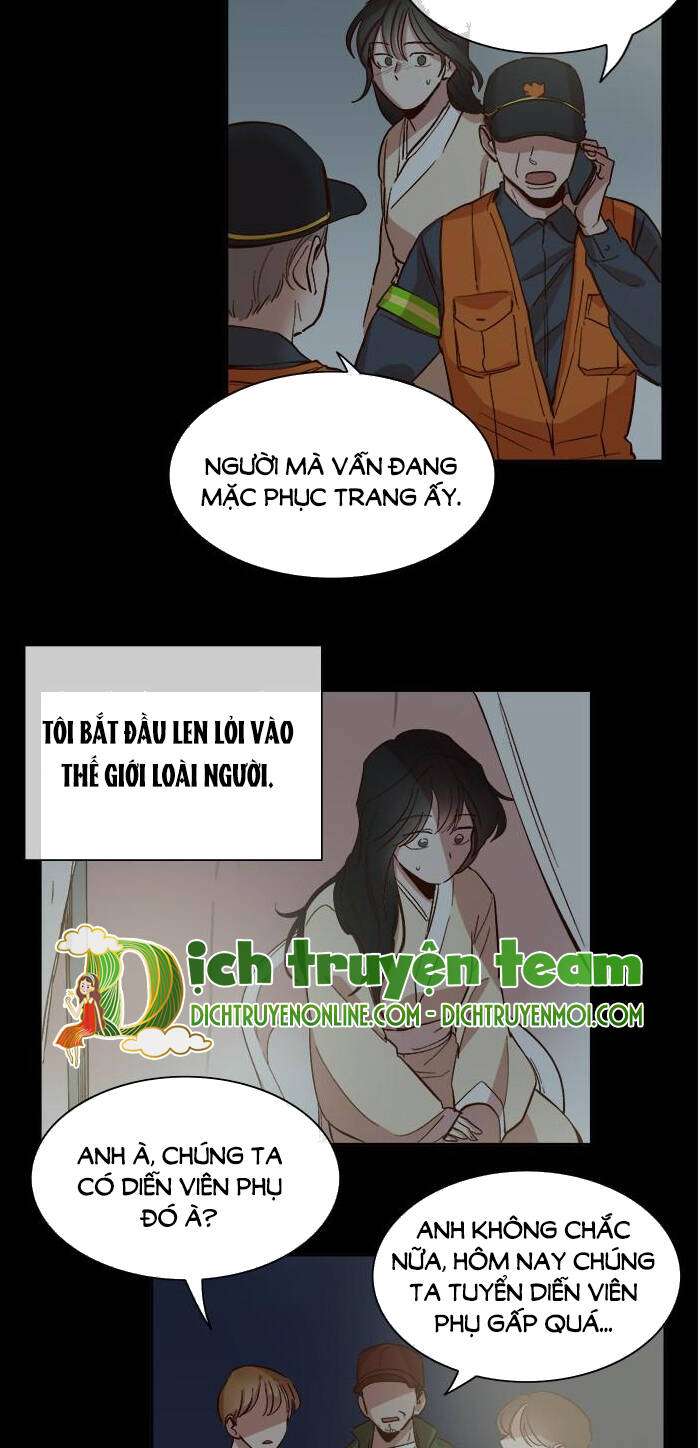 NGƯỜI MÀ VẪN ĐANG
MẶC PHỤC TRANG ẤY.
TÔI BẮT ĐẦU LEN LỎI VÀO
THẾ GIỚI LOÀI NGƯỜI.
Dịch truyện team
DICHTRUYENONLINE.COM - DICHTRUYENMOI.COM
ANH À, CHÚNG TA
CÓ DIỄN VIÊN PHỤ
ĐÓ À?
ANH KHÔNG CHẮC
NỮA, HÔM NAY CHÚNG
TA TUYỂN DIỄN VIÊN
PHỤ GẤP QUÁ...